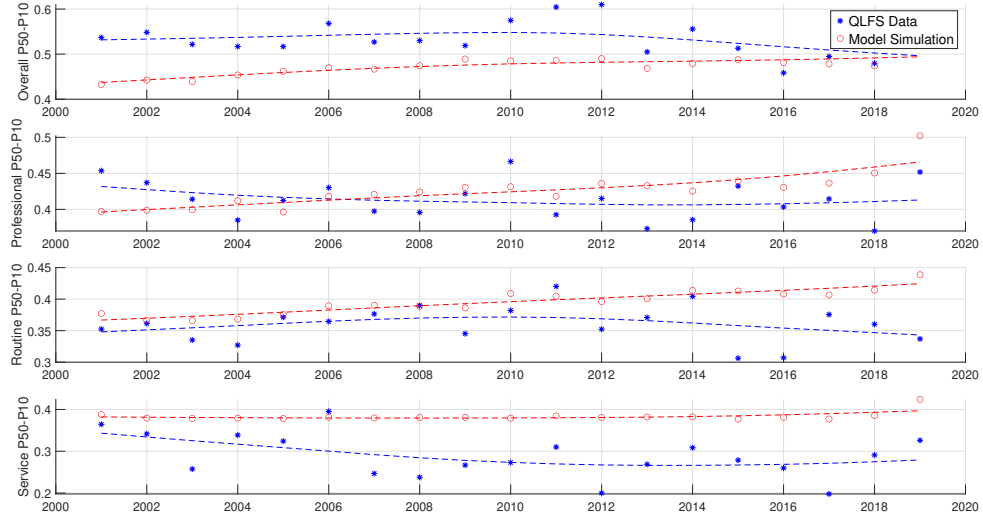 0.6
0.5
0.4
Overall P50-P10
QLFS Data
Model Simulation
2000 2002 2004 2006 2008 2010 2012 2014 2016 2018 2020
0.5
0.45
0.4
Professional P50-P10
2000 2002 2004 2006 2008 2010 2012 2014 2016 2018 2020
0.45
0.4
0.35
0.3
Routine P50-P10
2000 2002 2004 2006 2008 2010 2012 2014 2016 2018 2020
0.4
0.3
0.2
Service P50-P10
2000 2002 2004 2006 2008 2010 2012 2014 2016 2018 2020